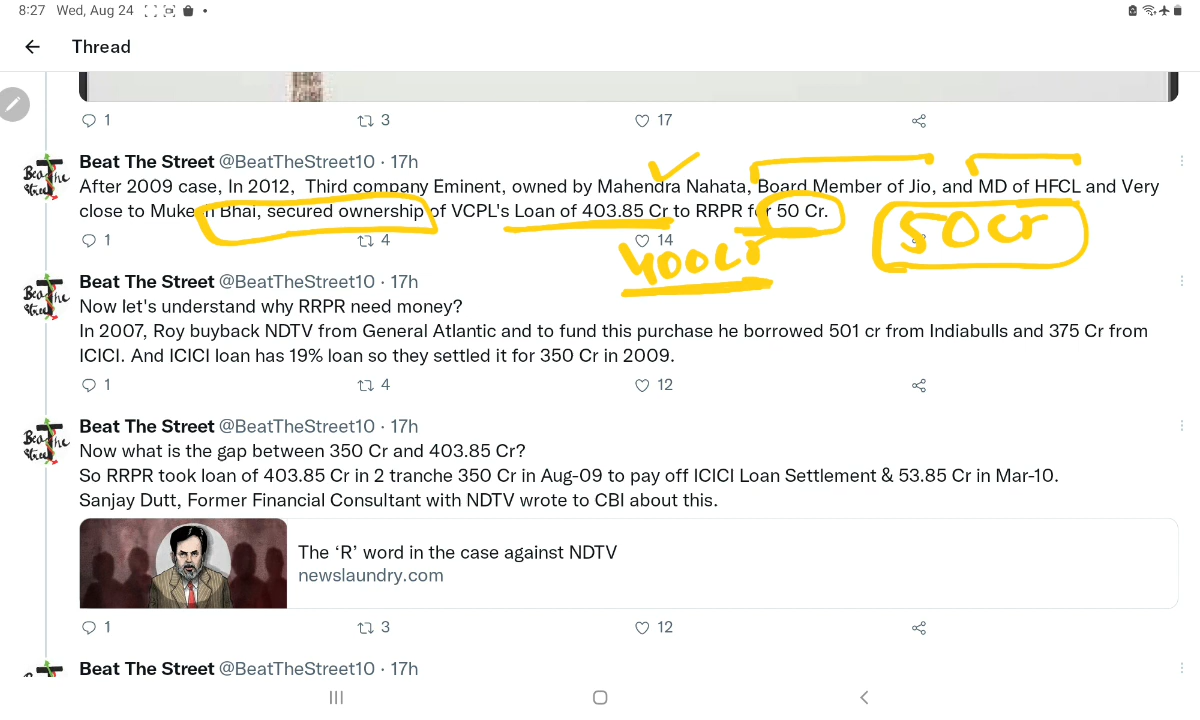 8:27 Wed, Aug 24
Thread
1 3 17
Beat The Street @BeatTheStreet10 · 17h
After 2009 case, In 2012, Third company Eminent, owned by Mahendra Nahata, Board Member of Jio, and MD of HFCL and Very
close to Mukesh Bhai, secured ownership of VCPL's Loan of 403.85 Cr to RRPR for 50 Cr.
50cr
1 4 14
400Cr
Beat The Street @BeatTheStreet10 · 17h
Now let's understand why RRPR need money?
In 2007, Roy buyback NDTV from General Atlantic and to fund this purchase he borrowed 501 cr from Indiabulls and 375 Cr from
ICICI. And ICICI loan has 19% loan so they settled it for 350 Cr in 2009.
1 4 12
Beat The Street @BeatTheStreet10 · 17h
Now what is the gap between 350 Cr and 403.85 Cr?
So RRPR took loan of 403.85 Cr in 2 tranche 350 Cr in Aug-09 to pay off ICICI Loan Settlement & 53.85 Cr in Mar-10.
Sanjay Dutt, Former Financial Consultant with NDTV wrote to CBI about this.
The ‘R’ word in the case against NDTV
newslaundry.com
1 3 12
Beat The Street @BeatTheStreet10 · 17h